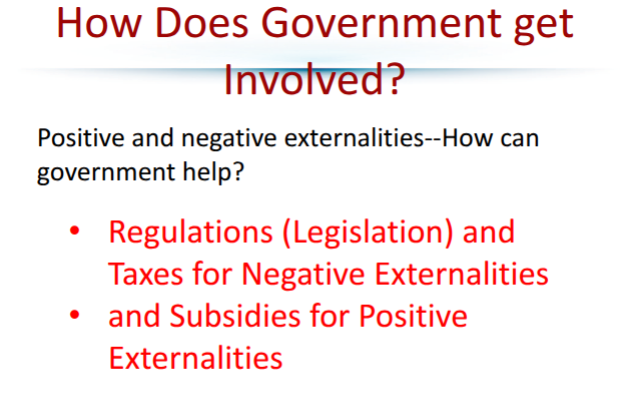 How Does Government get
Involved?
Positive and negative externalities--How can
government help?
• Regulations (Legislation) and
Taxes for Negative Externalities
• and Subsidies for Positive
Externalities